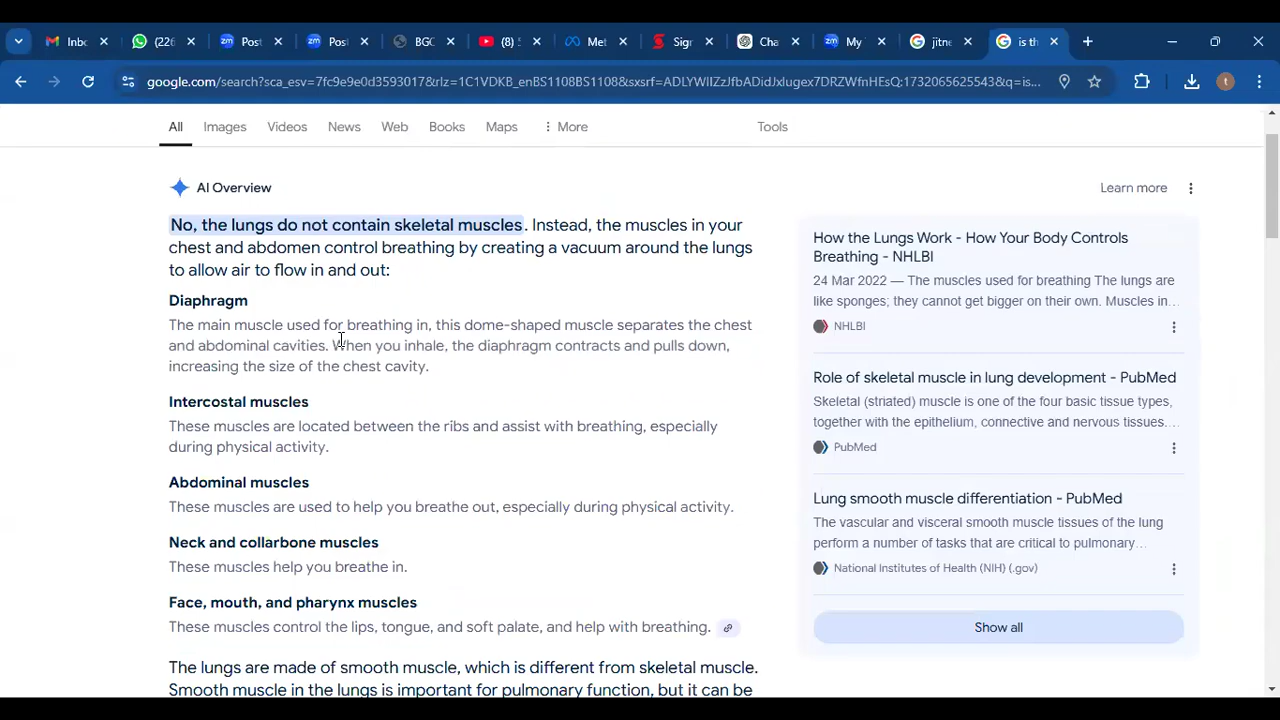 Inb
(226
Post
Post
BGC
(8) S
Met
Sign
Cha
My
jitne
is th
google.com/search?sca_esv=7fc9e9e0d3593017&rlz=1C1VDKB_enBS1108BS1108&sxsrf=ADLYWIIZzJfbADidJxlugex7DRZWfnHEsQ:1732065625543&q=is...
t
All
Images
Videos
News
Web
Books
Maps
More
Tools
AI Overview
Learn more
No, the lungs do not contain skeletal muscles. Instead, the muscles in your
chest and abdomen control breathing by creating a vacuum around the lungs
to allow air to flow in and out:
Diaphragm
The main muscle used for breathing in, this dome-shaped muscle separates the chest
and abdominal cavities. When you inhale, the diaphragm contracts and pulls down,
increasing the size of the chest cavity.
Intercostal muscles
These muscles are located between the ribs and assist with breathing, especially
during physical activity.
Abdominal muscles
These muscles are used to help you breathe out, especially during physical activity.
Neck and collarbone muscles
These muscles help you breathe in.
Face, mouth, and pharynx muscles
These muscles control the lips, tongue, and soft palate, and help with breathing.
The lungs are made of smooth muscle, which is different from skeletal muscle.
Smooth muscle in the lungs is important for pulmonary function, but it can be
How the Lungs Work - How Your Body Controls
Breathing - NHLBI
24 Mar 2022 — The muscles used for breathing The lungs are
like sponges; they cannot get bigger on their own. Muscles in...
NHLBI
Role of skeletal muscle in lung development - PubMed
Skeletal (striated) muscle is one of the four basic tissue types,
together with the epithelium, connective and nervous tissues....
PubMed
Lung smooth muscle differentiation - PubMed
The vascular and visceral smooth muscle tissues of the lung
perform a number of tasks that are critical to pulmonary...
National Institutes of Health (NIH) (.gov)
Show all